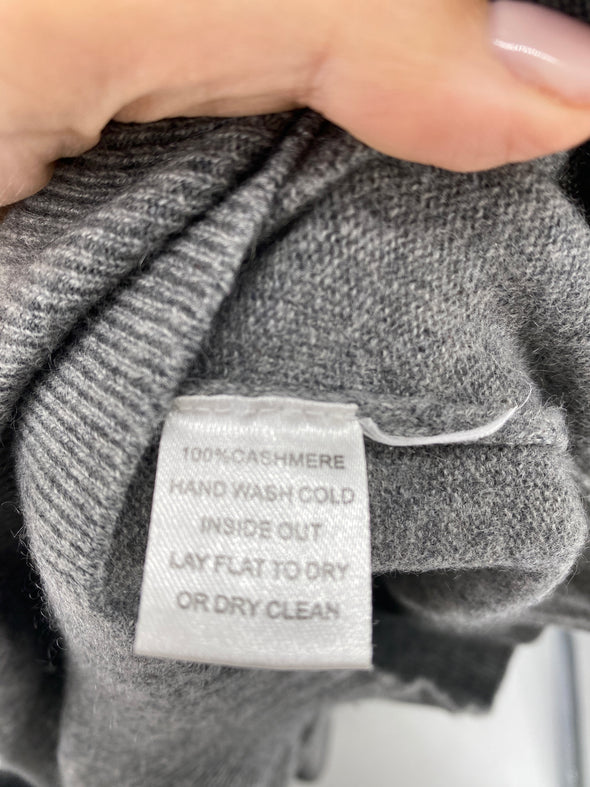 100%CASHMERE
HAND WASH COLD
INSIDE OUT
LAY FLAT TO DRY
OR DRY CLEAN